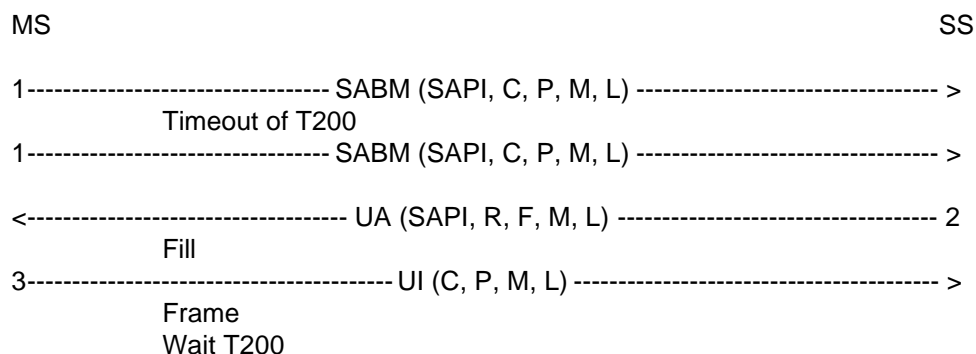 MS SS
1---------------------------------- SABM (SAPI, C, P, M, L) ---------------------------------- >
Timeout of T200
1---------------------------------- SABM (SAPI, C, P, M, L) ---------------------------------- >
<------------------------------------ UA (SAPI, R, F, M, L) ------------------------------------ 2
Fill
3----------------------------------------- UI (C, P, M, L) ----------------------------------------- >
Frame
Wait T200